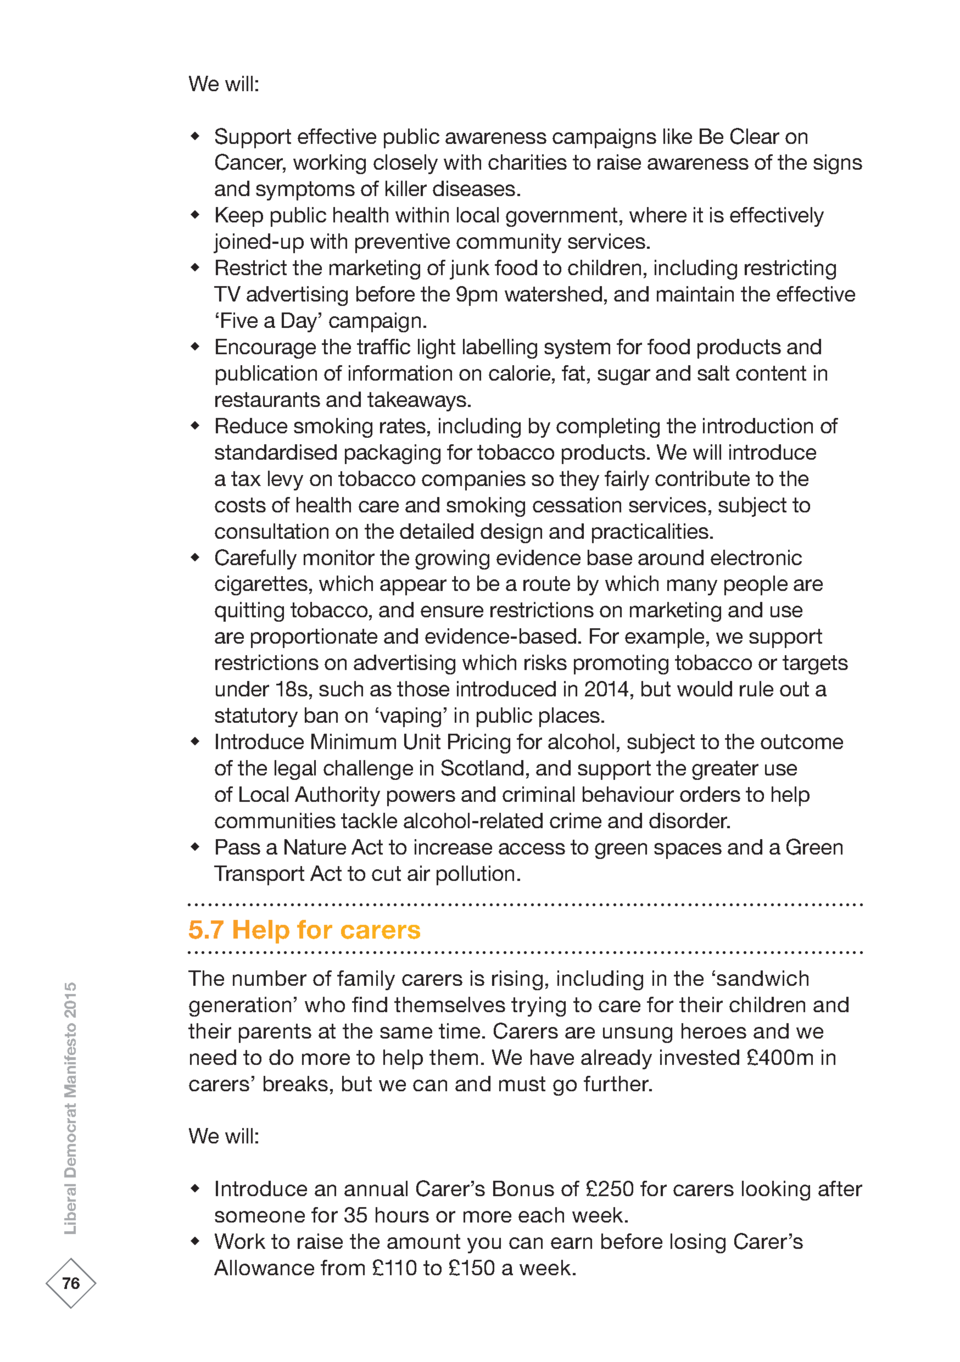 We will:
◆ Support effective public awareness campaigns like Be Clear on
Cancer, working closely with charities to raise awareness of the signs
and symptoms of killer diseases.
◆ Keep public health within local government, where it is effectively
joined-up with preventive community services.
◆ Restrict the marketing of junk food to children, including restricting
TV advertising before the 9pm watershed, and maintain the effective
‘Five a Day’ campaign.
◆ Encourage the traffic light labelling system for food products and
publication of information on calorie, fat, sugar and salt content in
restaurants and takeaways.
◆ Reduce smoking rates, including by completing the introduction of
standardised packaging for tobacco products. We will introduce
a tax levy on tobacco companies so they fairly contribute to the
costs of health care and smoking cessation services, subject to
consultation on the detailed design and practicalities.
◆ Carefully monitor the growing evidence base around electronic
cigarettes, which appear to be a route by which many people are
quitting tobacco, and ensure restrictions on marketing and use
are proportionate and evidence-based. For example, we support
restrictions on advertising which risks promoting tobacco or targets
under 18s, such as those introduced in 2014, but would rule out a
statutory ban on ‘vaping’ in public places.
◆ Introduce Minimum Unit Pricing for alcohol, subject to the outcome
of the legal challenge in Scotland, and support the greater use
of Local Authority powers and criminal behaviour orders to help
communities tackle alcohol-related crime and disorder.
◆ Pass a Nature Act to increase access to green spaces and a Green
Transport Act to cut air pollution.
5.7 Help for carers
The number of family carers is rising, including in the ‘sandwich
generation’ who find themselves trying to care for their children and
their parents at the same time. Carers are unsung heroes and we
need to do more to help them. We have already invested £400m in
carers’ breaks, but we can and must go further.
We will:
◆ Introduce an annual Carer’s Bonus of £250 for carers looking after
someone for 35 hours or more each week.
◆ Work to raise the amount you can earn before losing Carer’s
Allowance from £110 to £150 a week.
Liberal Democrat Manifesto 2015
76